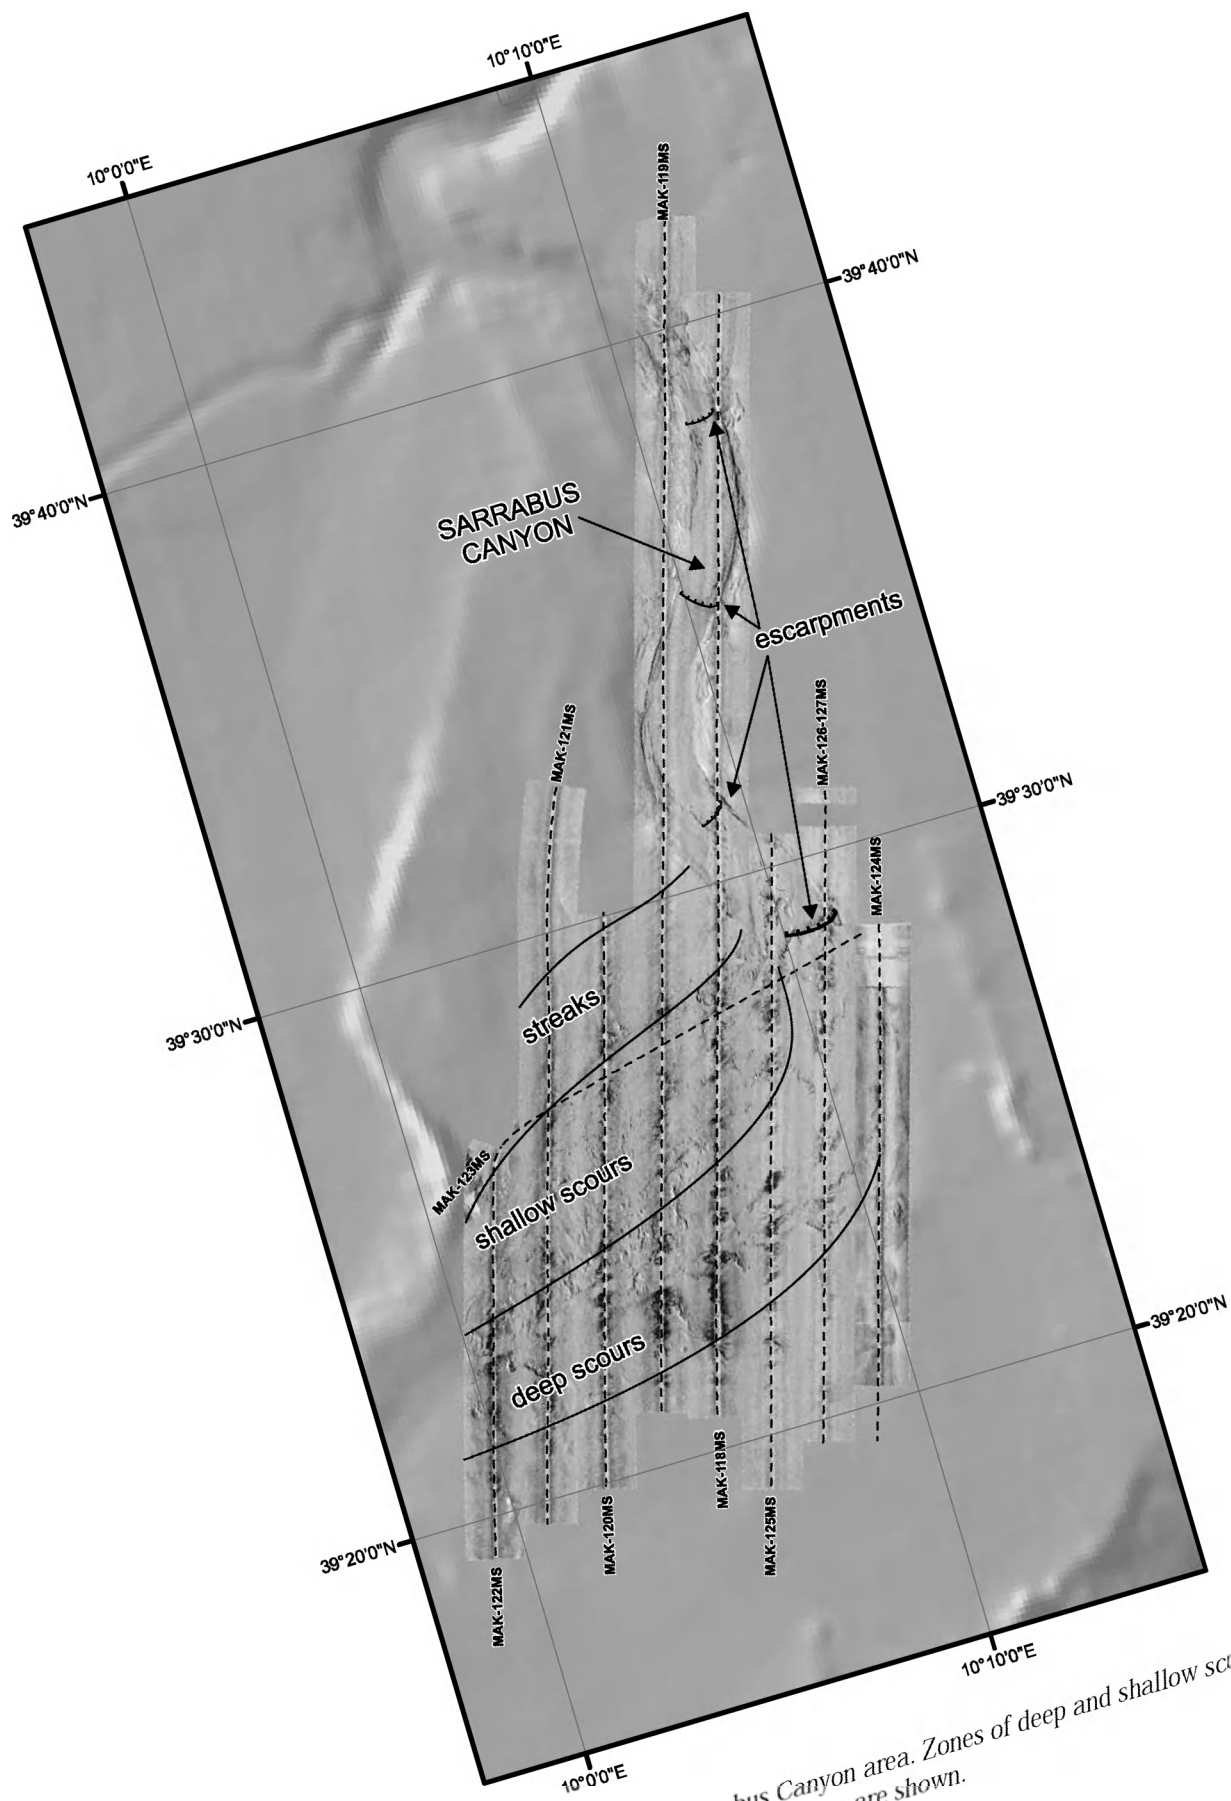 10°10'0"E
10°0'0"E
MAK-119MS
39°40'0"N
39°40'0"N
SARRABUS
CANYON
escarpments
MAK-126-127MS
MAK-121MS
39°30'0"N
MAK-124MS
streaks
39°30'0"N
MAK-123MS
shallow scours
39°20'0"N
deep scours
MAK-118MS
MAK-120MS
MAK-125MS
39°20'0"N
MAK-122MS
10°10'0"E
10°0'0"E
Canyon area. Zones of deep and shallow
are shown.